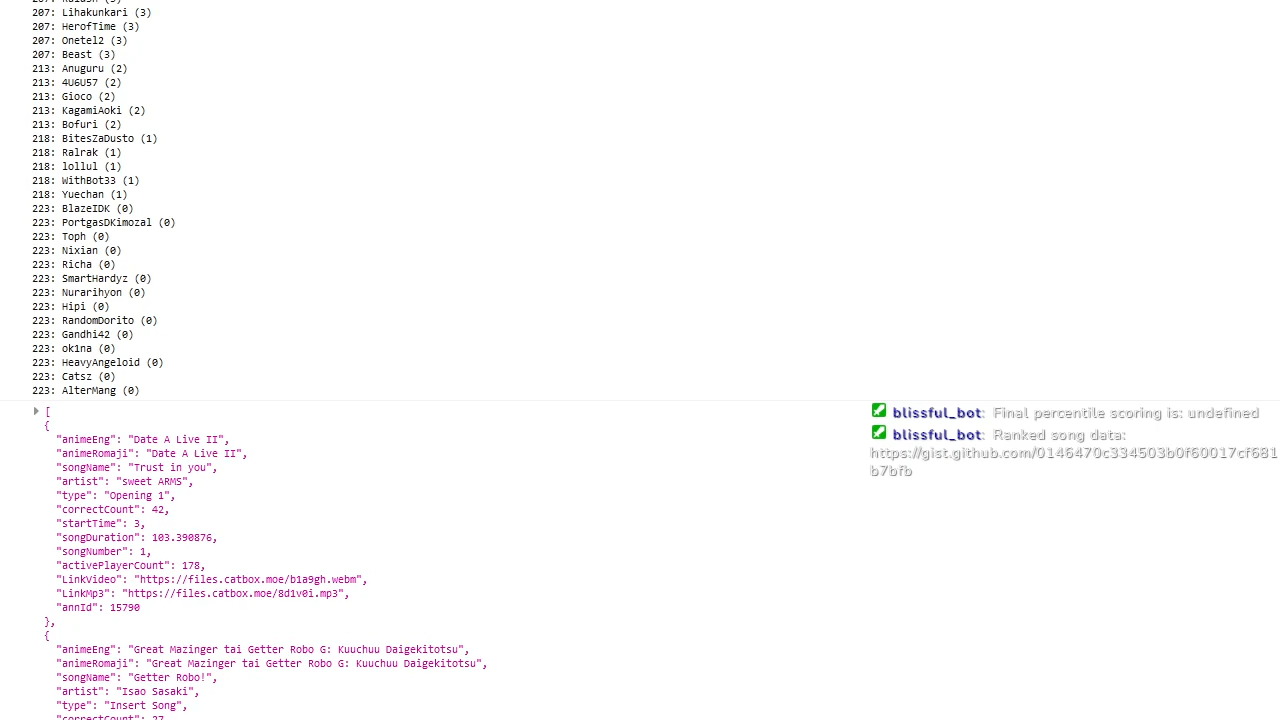 207: Lihakunkari (3)
207: HerofTime (3)
207: Onetel2 (3)
207: Beast (3)
213: Anuguru (2)
213: 4U6U57 (2)
213: Gioco (2)
213: KagamiAoki (2)
213: Bofuri (2)
218: BitesZaDusto (1)
218: Ralrak (1)
218: lollul (1)
218: WithBot33 (1)
218: Yuechan (1)
223: BlazeIDK (0)
223: PortgasDKimozal (0)
223: Toph (0)
223: Nixian (0)
223: Richa (0)
223: SmartHardyz (0)
223: Nurarihyon (0)
223: Hipi (0)
223: RandomDorito (0)
223: Gandhi42 (0)
223: ok1na (0)
223: HeavyAngeloid (0)
223: Catsz (0)
223: AlterMang (0)
[
{
"animeEng": "Date A Live II",
"animeRomaji": "Date A Live II",
"songName": "Trust in you",
"artist": "sweet ARMS",
"type": "Opening 1",
"correctCount": 42,
"startTime": 3,
"songDuration": 103.390876,
"songNumber": 1,
"activePlayerCount": 178,
"LinkVideo": "https://files.catbox.moe/b1a9gh.webm",
"LinkMp3": "https://files.catbox.moe/8d1v0i.mp3",
"annId": 15790
},
{
"animeEng": "Great Mazinger tai Getter Robo G: Kuuchuu Daigekitotsu",
"animeRomaji": "Great Mazinger tai Getter Robo G: Kuuchuu Daigekitotsu",
"songName": "Getter Robo!",
"artist": "Isao Sasaki",
"type": "Insert Song",
"correctCount": 27,
blissful_bot: Final percentile scoring is: undefined
blissful_bot: Ranked song data:
https://gist.github.com/0146470c334503b0f60017cf681
b7bfb